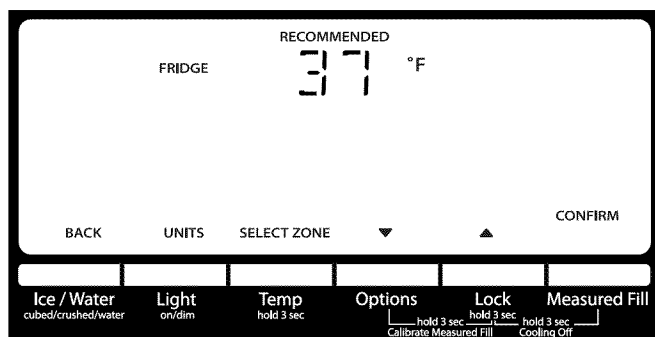 RECOMMENDED
FRIDGE 37 °F
CONFIRM
BACK UNITS SELECT ZONE ▼ ▲
Ice / Water Light Temp Options Lock Measured Fill
cubed/crushed/water on/dim hold 3 sec hold 3 sec
hold 3 sec hold 3 sec
Calibrate Measured Fill Cooling Off